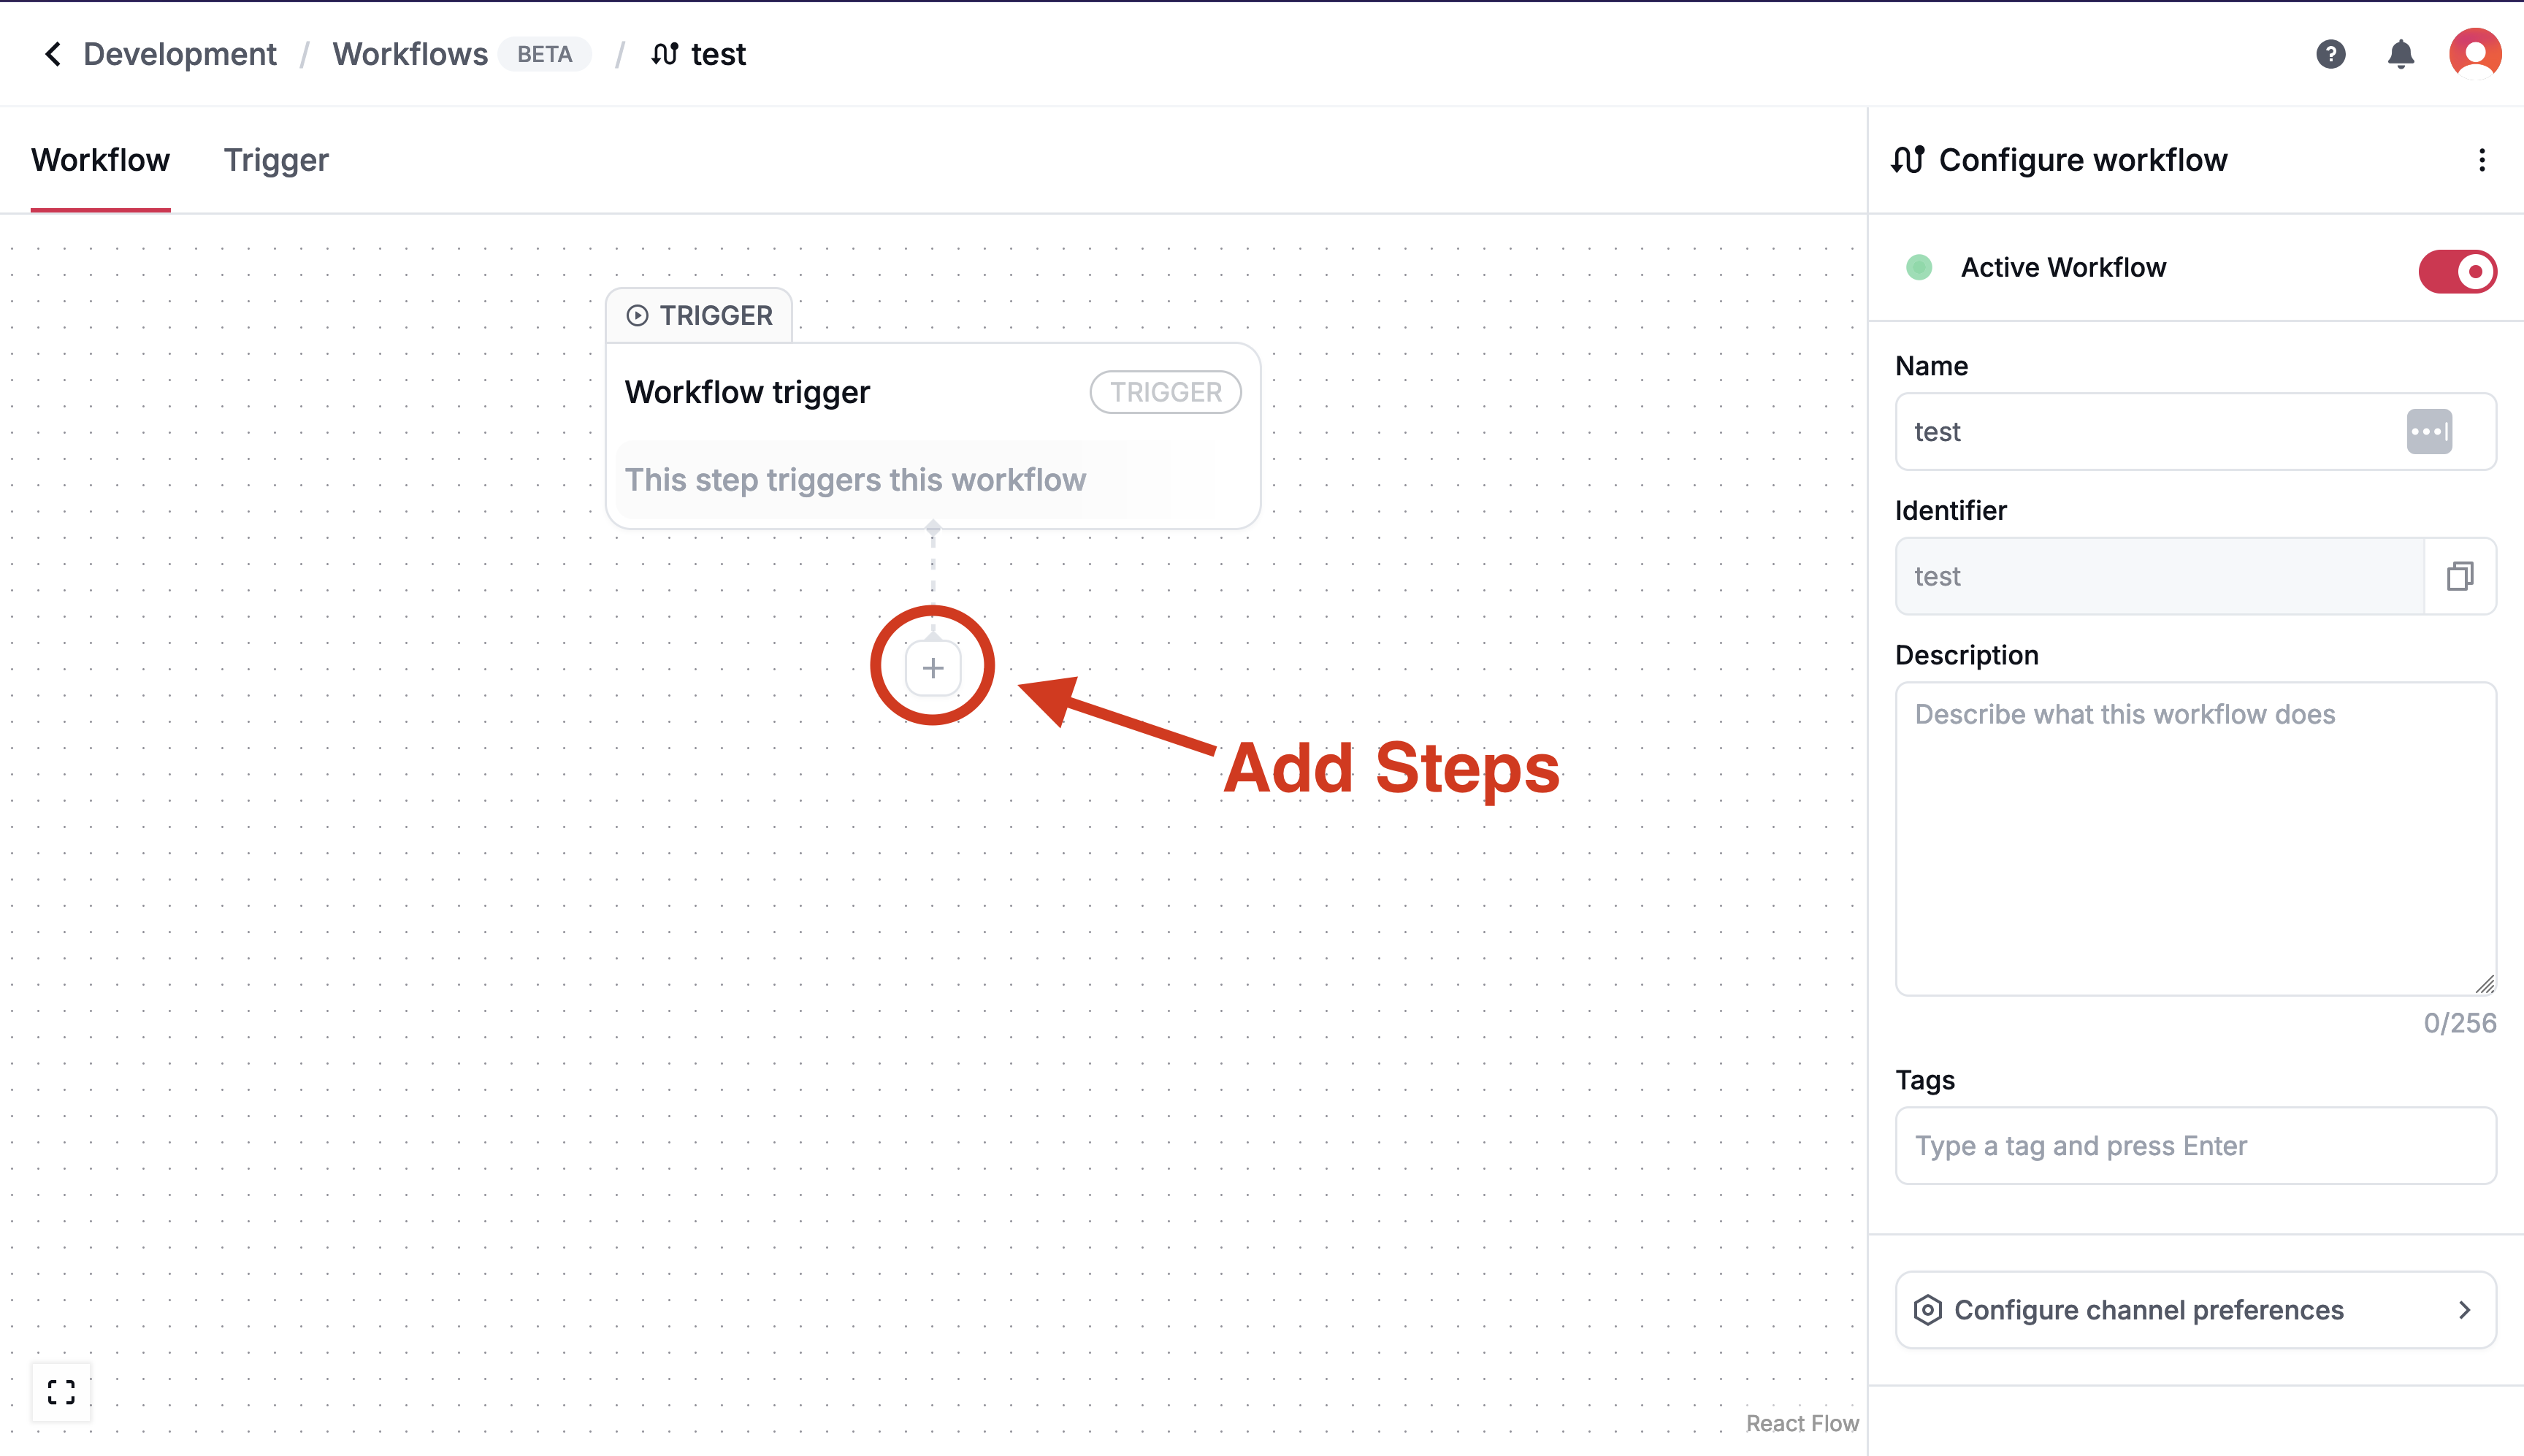 Development / Workflows BETA / test
Workflow Trigger
Configure workflow
Active Workflow
TRIGGER
Workflow trigger TRIGGER
This step triggers this workflow
Add Steps
Name
test
Identifier
test
Description
Describe what this workflow does
0/256
Tags
Type a tag and press Enter
Configure channel preferences
React Flow